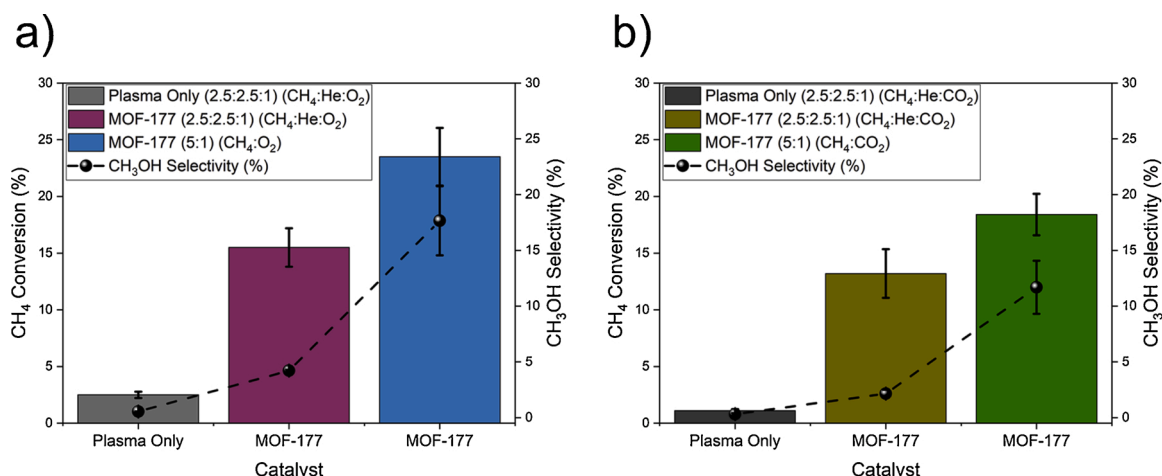 a)
30
25
20
15
10
5
0
CH₄ Conversion (%)
Plasma Only (2.5:2.5:1) (CH₄:He:O₂)
MOF-177 (2.5:2.5:1) (CH₄:He:O₂)
MOF-177 (5:1) (CH₄:O₂)
CH₃OH Selectivity (%)
30
25
20
15
10
5
0
CH₃OH Selectivity (%)
Plasma Only
MOF-177
MOF-177
Catalyst
b)
30
25
20
15
10
5
0
CH₄ Conversion (%)
Plasma Only (2.5:2.5:1) (CH₄:He:CO₂)
MOF-177 (2.5:2.5:1) (CH₄:He:CO₂)
MOF-177 (5:1) (CH₄:CO₂)
CH₃OH Selectivity (%)
30
25
20
15
10
5
0
CH₃OH Selectivity (%)
Plasma Only
MOF-177
MOF-177
Catalyst